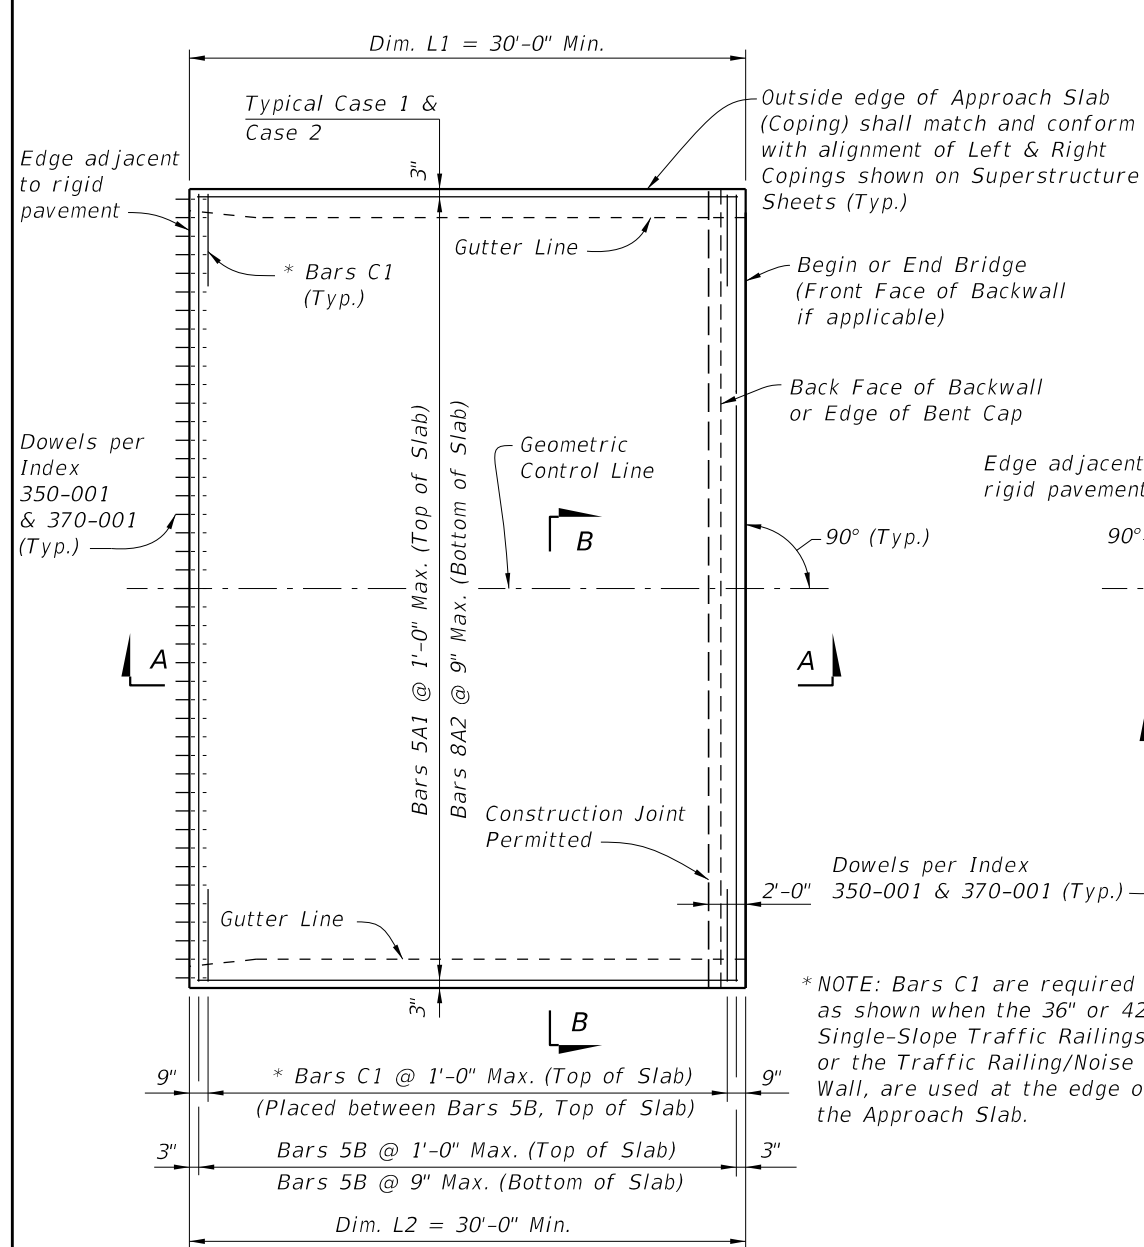 Dim. L1 = 30'-0" Min.
Typical Case 1 &
Case 2
3"
Outside edge of Approach Slab
(Coping) shall match and conform
with alignment of Left & Right
Copings shown on Superstructure
Sheets (Typ.)
Edge adjacent
to rigid
pavement
Gutter Line
* Bars C1
(Typ.)
Begin or End Bridge
(Front Face of Backwall
if applicable)
Back Face of Backwall
or Edge of Bent Cap
Bars 5A1 @ 1'-0" Max. (Top of Slab)
Bars 8A2 @ 9" Max. (Bottom of Slab)
Geometric
Control Line
Dowels per
Index
350-001
& 370-001
(Typ.)
Edge adjacent
rigid pavement
B
90° (Typ.)
90°
A
A
Construction Joint
Permitted
2'-0"
Dowels per Index
350-001 & 370-001 (Typ.)
Gutter Line
3"
B
* NOTE: Bars C1 are required
as shown when the 36" or 42
Single-Slope Traffic Railings
or the Traffic Railing/Noise
Wall, are used at the edge o
the Approach Slab.
9"
* Bars C1 @ 1'-0" Max. (Top of Slab)
9"
(Placed between Bars 5B, Top of Slab)
3"
Bars 5B @ 1'-0" Max. (Top of Slab)
3"
Bars 5B @ 9" Max. (Bottom of Slab)
Dim. L2 = 30'-0" Min.